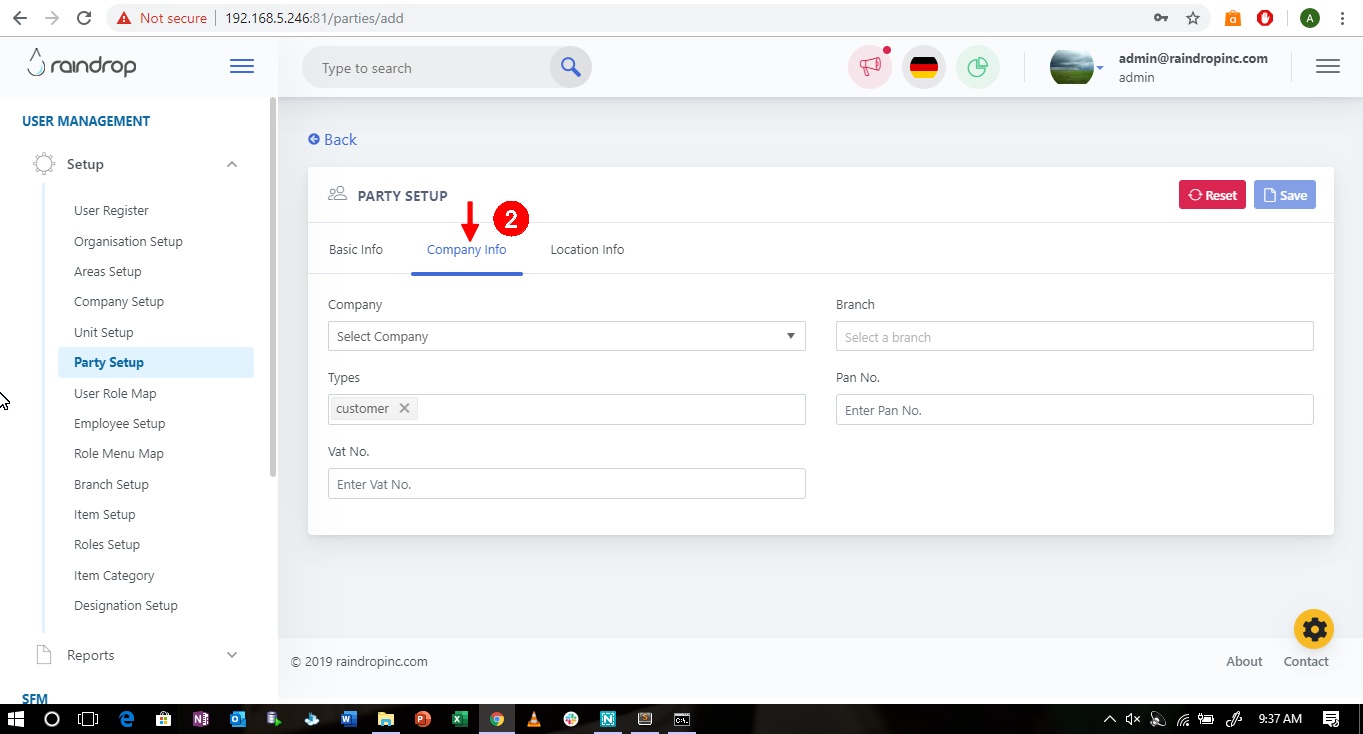 Not secure
192.168.5.246:81/parties/add
A
raindrop
Type to search
admin@raindropinc.com
admin
USER MANAGEMENT
Setup
User Register
Organisation Setup
Areas Setup
Company Setup
Unit Setup
Party Setup
User Role Map
Employee Setup
Role Menu Map
Branch Setup
Item Setup
Roles Setup
Item Category
Designation Setup
Reports
SFM
Back
PARTY SETUP
Reset
Save
2
Basic Info
Company Info
Location Info
Company
Branch
Select Company
Select a branch
Types
Pan No.
customer
Enter Pan No.
Vat No.
Enter Vat No.
© 2019 raindropinc.com
About
Contact
9:37 AM